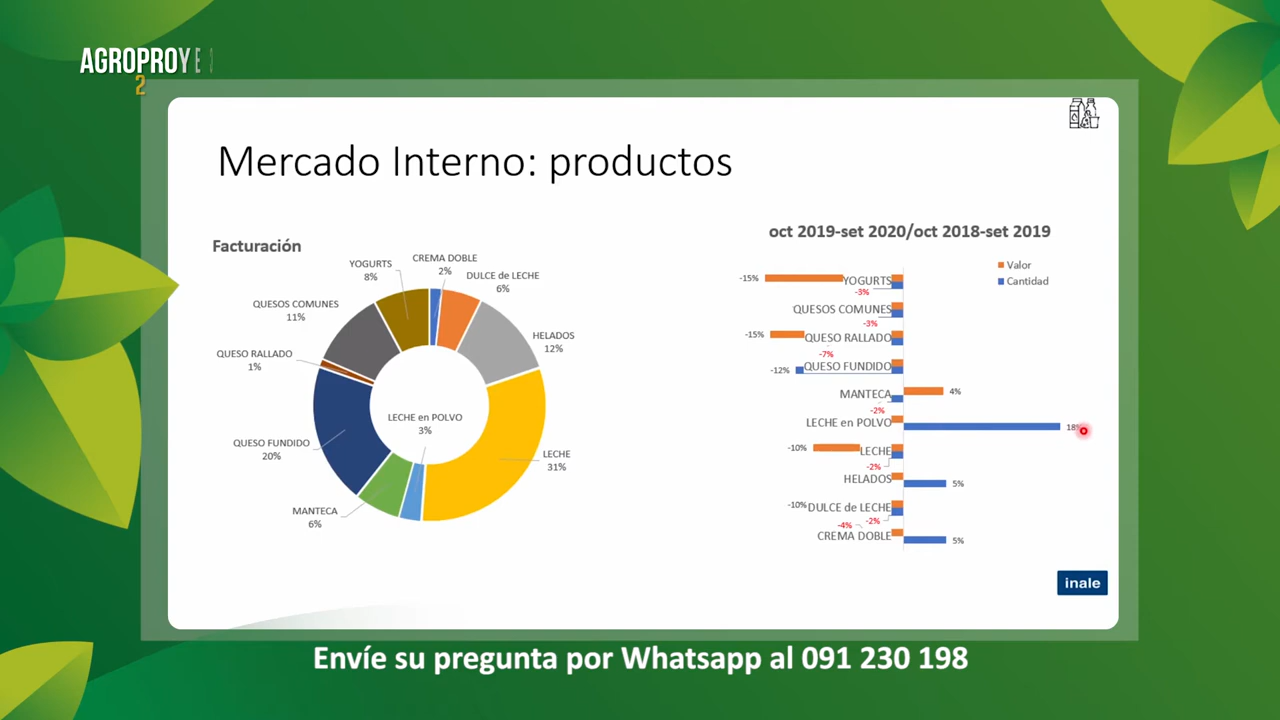 AGROPROYE
2
Mercado Interno: productos
Facturación
CREMA DOBLE
2%
YOGURTS
8%
DULCE de LECHE
6%
QUESOS COMUNES
11%
HELADOS
12%
QUESO RALLADO
1%
LECHE en POLVO
3%
QUESO FUNDIDO
20%
LECHE
31%
MANTECA
6%
oct 2019-set 2020/oct 2018-set 2019
Valor
Cantidad
-15%
YOGURTS
-3%
QUESOS COMUNES
-3%
-15%
QUESO RALLADO
-7%
-12%
QUESO FUNDIDO
MANTECA
4%
-2%
LECHE en POLVO
18%
-10%
LECHE
-2%
HELADOS
5%
-10%
DULCE de LECHE
-4%
-2%
CREMA DOBLE
5%
inale
Envíe su pregunta por Whatsapp al 091 230 198